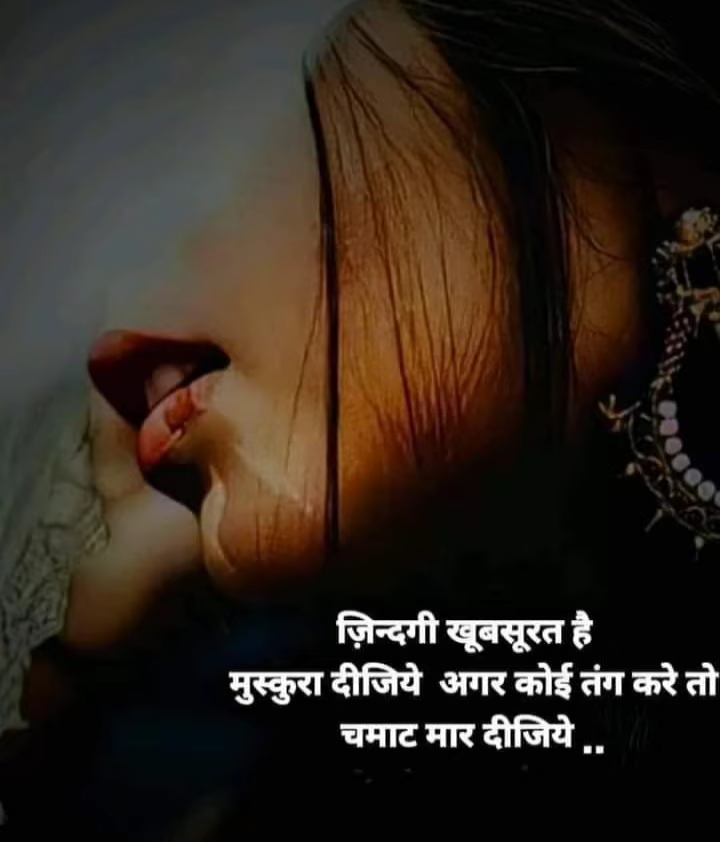 ज़िन्दगी खूबसूरत है
मुस्कुरा दीजिये अगर कोई तंग करे तो
चमाट मार दीजिये ..